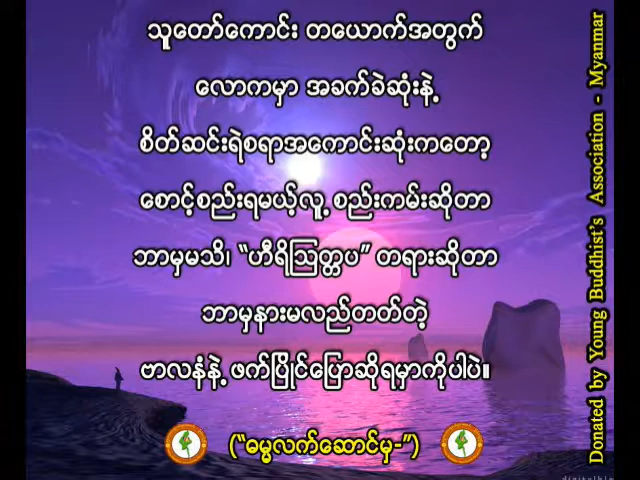 သူတော်ကောင်း တယောက်အတွက်
လောကမှာ အခက်ခဲဆုံးနဲ့
စိတ်ဆင်းရဲစရာအကောင်းဆုံးကတော့
စောင့်စည်းရမယ့်လူ့ စည်းကမ်းဆိုတာ
ဘာမှမသိ၊ “ဟီရိဩတ္တပ” တရားဆိုတာ
ဘာမှနားမလည်တတ်တဲ့
ဗာလနံနဲ့ ဖက်ပြိုင်ပြောဆိုရမှာကိုပါပဲ။
(“ဓမ္မလက်ဆောင်မှ-”)
Donated by Young Buddhist's Association - Myanmar